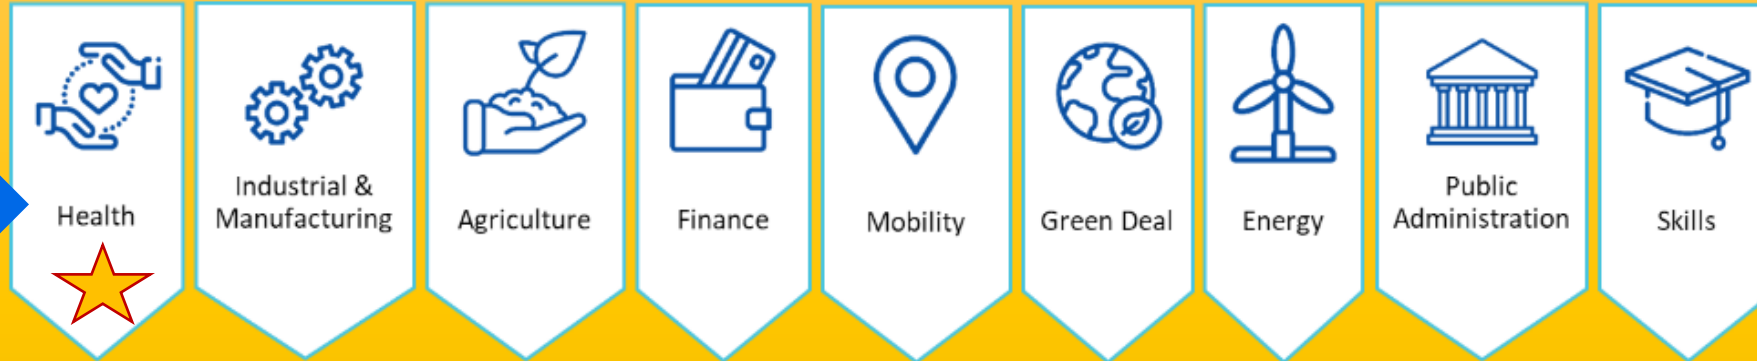 Health
Industrial &
Manufacturing
Agriculture
Finance
Mobility
Green Deal
Energy
Public
Administration
Skills